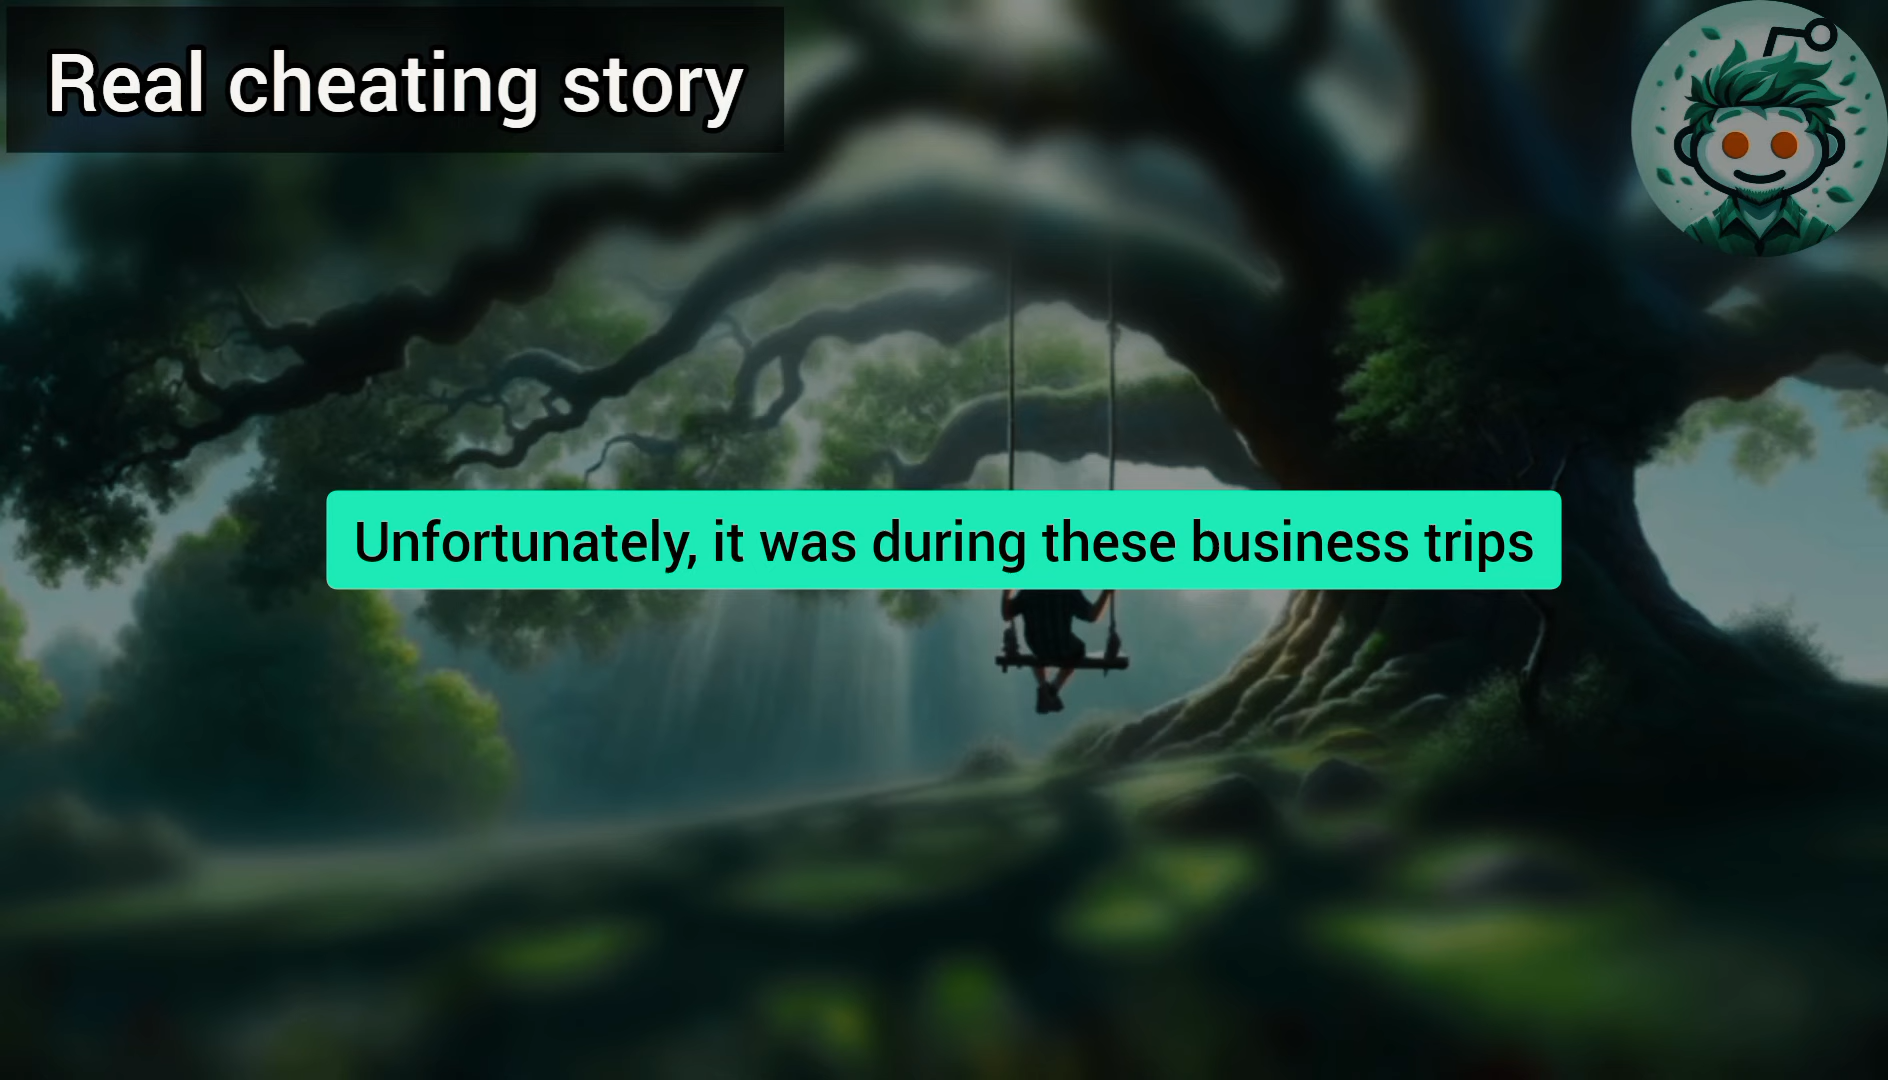 Real cheating story
Unfortunately, it was during these business trips